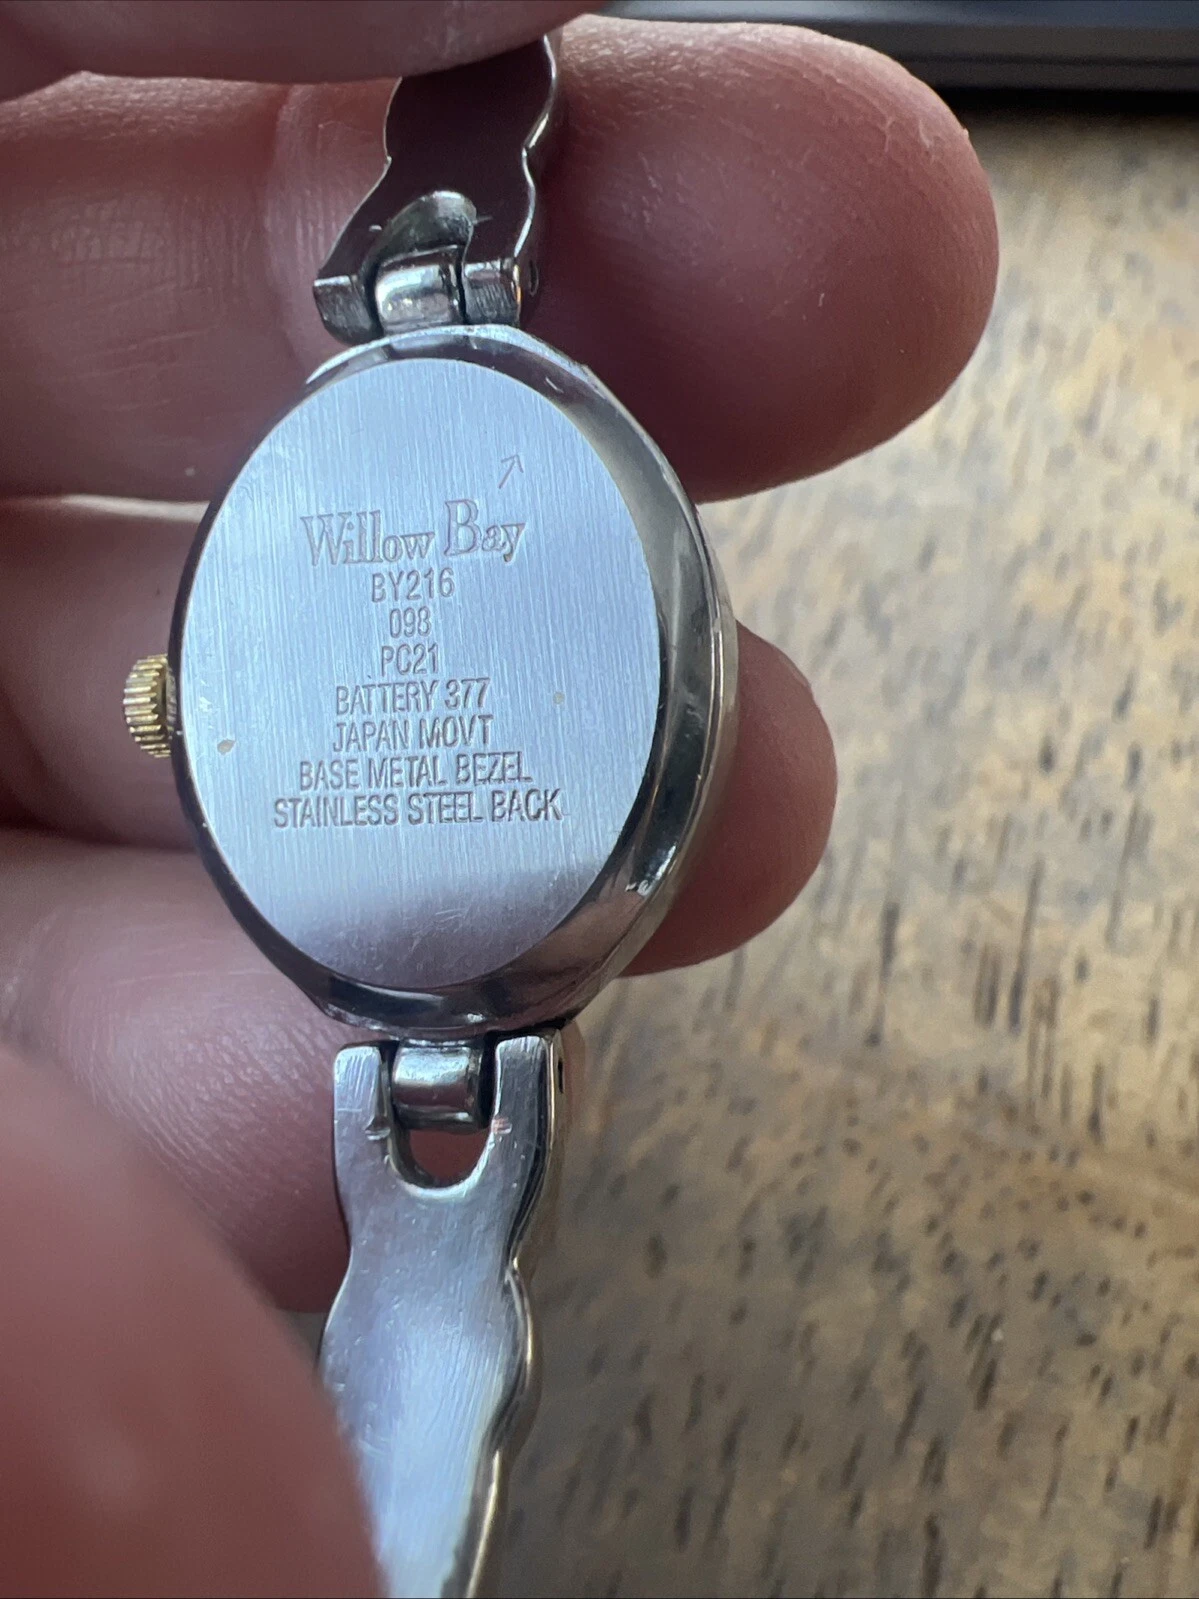 Willow Bay
BY216
098
PC21
BATTERY 377
JAPAN MOVT
BASE METAL BEZEL
STAINLESS STEEL BACK